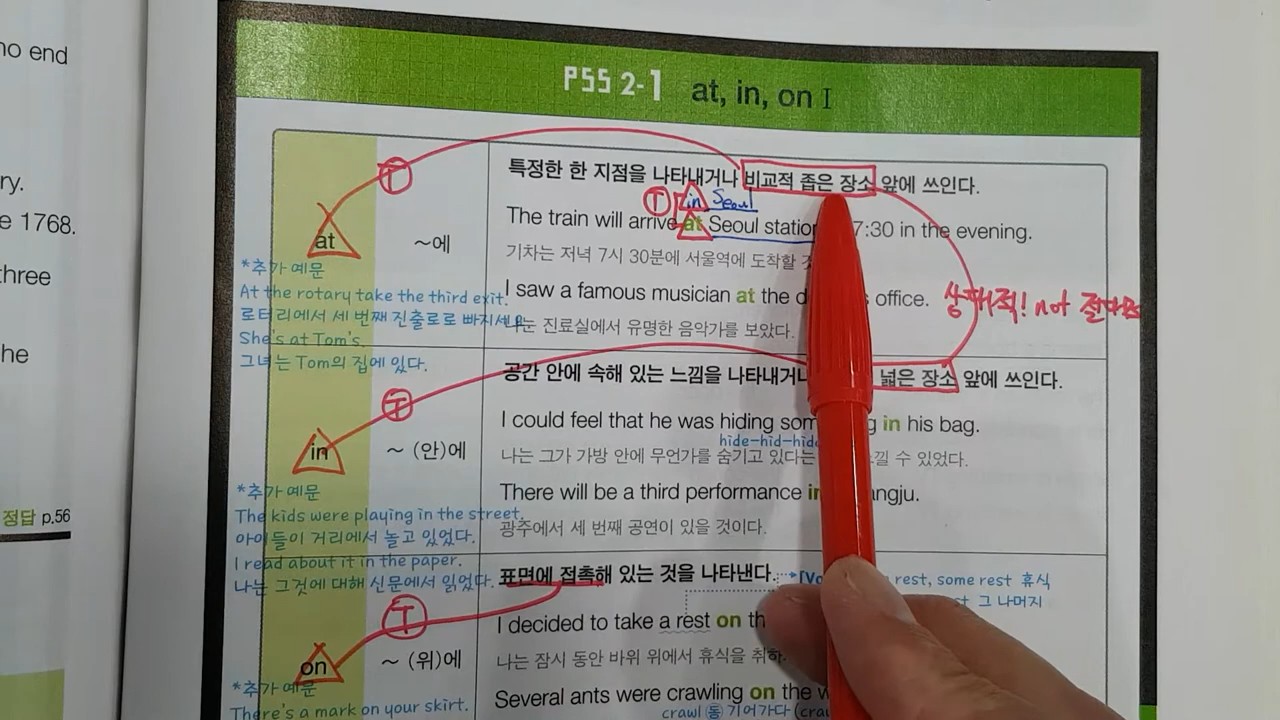 no end
ry.
e 1768.
three
he
정답 p.56
PSS 2-1 at, in, on I
at
~에
특정한 한 지점을 나타내거나 비교적 좁은 장소 앞에 쓰인다.
T
T in Seoul
The train will arrive at Seoul station 7:30 in the evening.
기차는 저녁 7시 30분에 서울역에 도착할
I saw a famous musician at the office.
나는 진료실에서 유명한 음악가를 보았다.
상대적! not 절대적
*추가 예문
At the rotary take the third exit.
로터리에서 세 번째 진출로로 빠지세요.
She's at Tom's.
그녀는 Tom의 집에 있다.
in
~ (안)에
T
공간 안에 속해 있는 느낌을 나타내거나 넓은 장소 앞에 쓰인다.
I could feel that he was hiding in his bag.
hide-hid-
나는 그가 가방 안에 무언가를 숨기고 있다는 느낄 수 있었다.
There will be a third performance in
광주에서 세 번째 공연이 있을 것이다.
*추가 예문
The kids were playing in the street.
아이들이 거리에서 놀고 있었다.
I read about it in the paper.
나는 그것에 대해 신문에서 읽었다.
on
~ (위)에
T
표면에 접촉해 있는 것을 나타낸다.
rest, some rest 휴식
그 나머지
I decided to take a rest on
나는 잠시 동안 바위 위에서 휴식을
Several ants were crawling on the
crawl 동 기어가다
*추가 예문
There's a mark on your skirt.